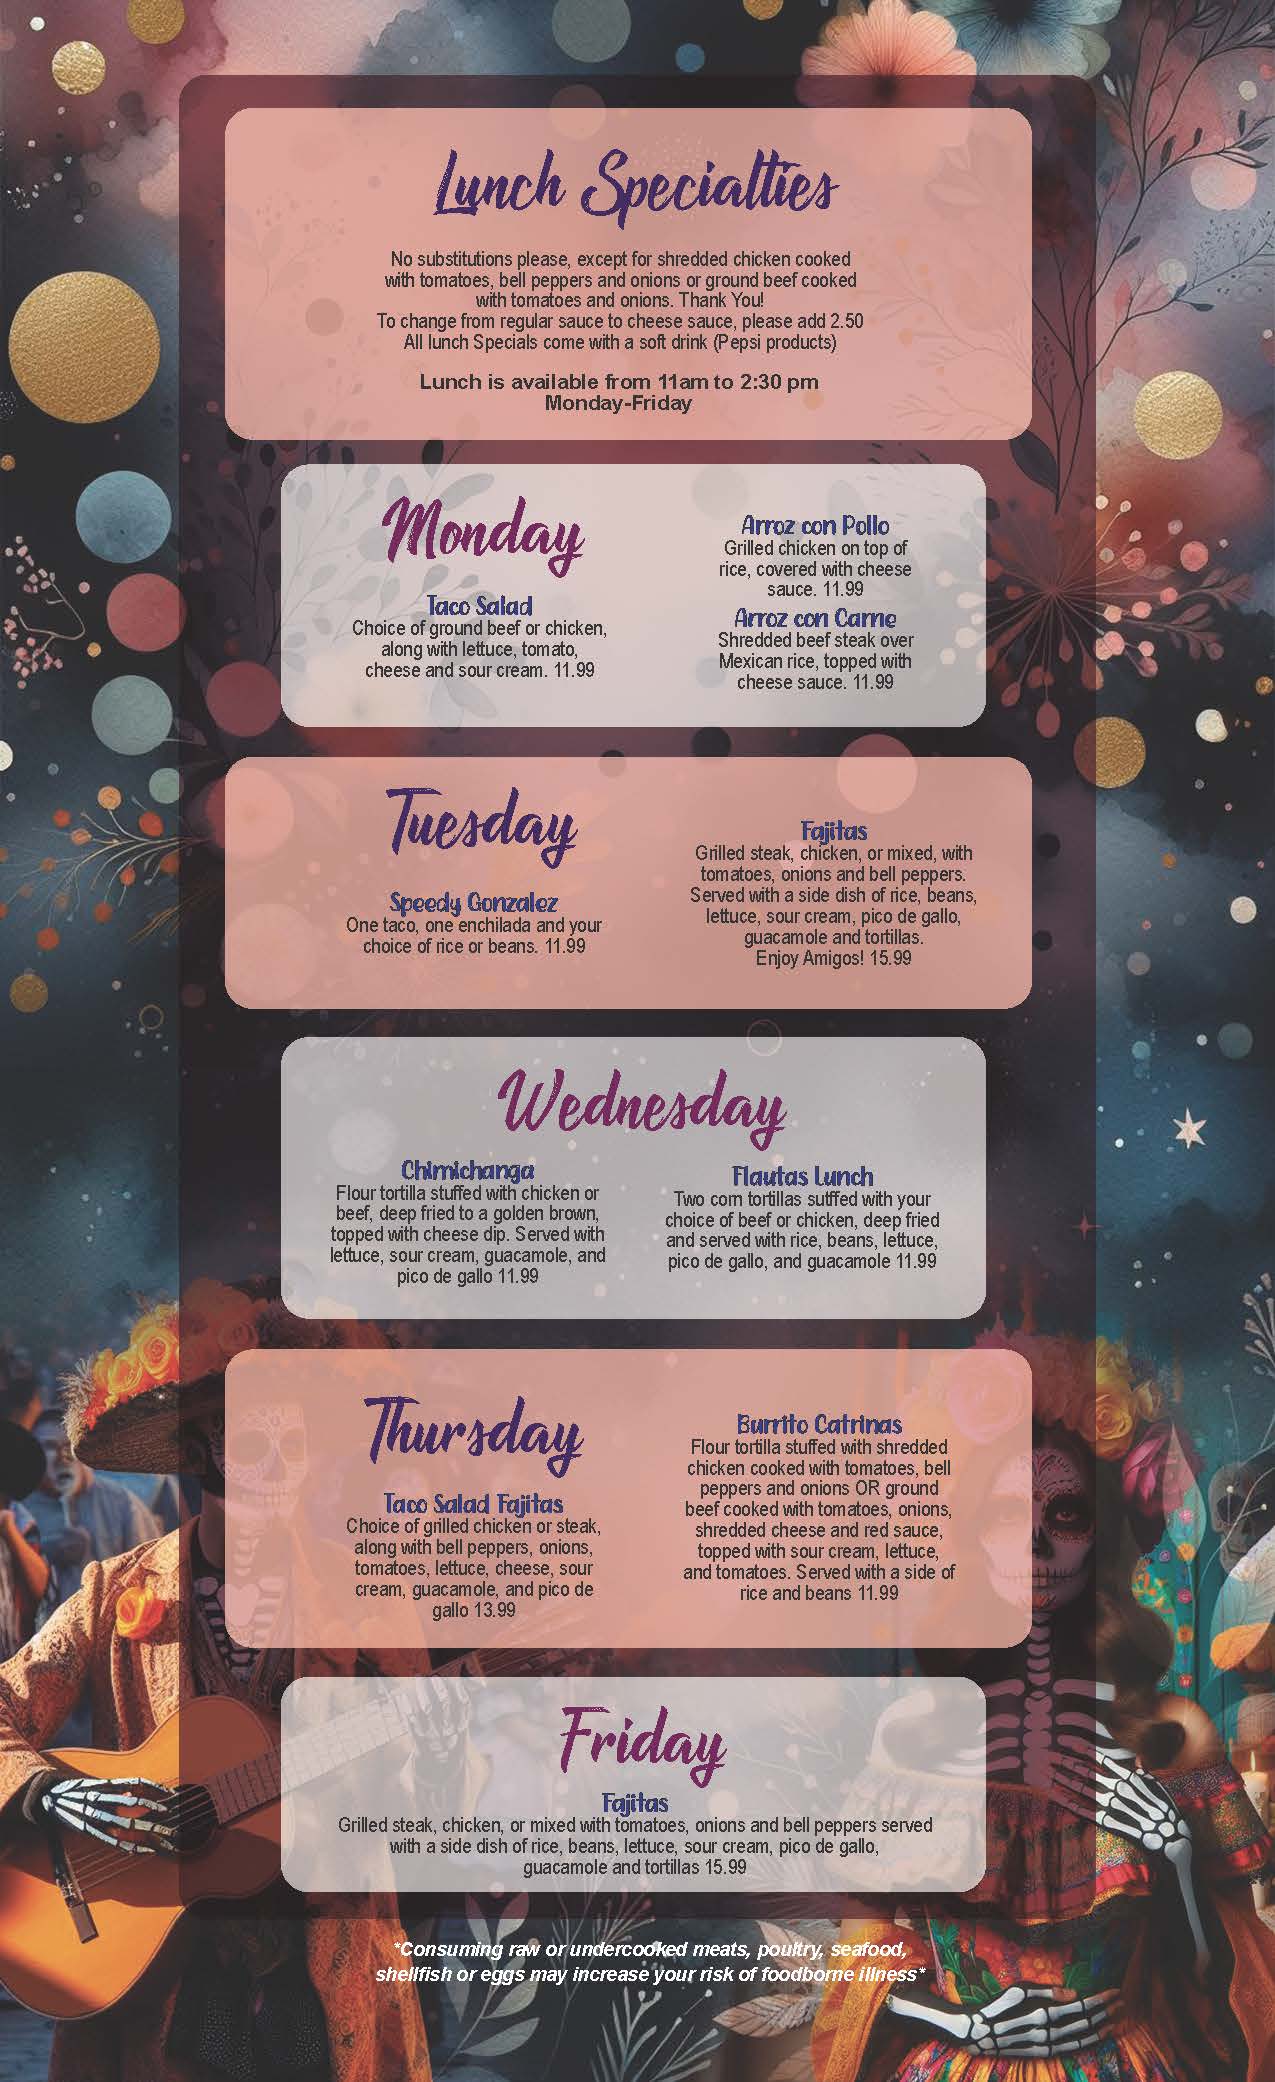 Lunch Specialties
No substitutions please, except for shredded chicken cooked
with tomatoes, bell peppers and onions or ground beef cooked
with tomatoes and onions. Thank You!
To change from regular sauce to cheese sauce, please add 2.50
All lunch Specials come with a soft drink (Pepsi products)
Lunch is available from 11am to 2:30 pm
Monday-Friday
Monday
Taco Salad
Choice of ground beef or chicken,
along with lettuce, tomato,
cheese and sour cream. 11.99
Arroz con Pollo
Grilled chicken on top of
rice, covered with cheese
sauce. 11.99
Arroz con Carne
Shredded beef steak over
Mexican rice, topped with
cheese sauce. 11.99
Tuesday
Speedy Gonzalez
One taco, one enchilada and your
choice of rice or beans. 11.99
Fajitas
Grilled steak, chicken, or mixed, with
tomatoes, onions and bell peppers.
Served with a side dish of rice, beans,
lettuce, sour cream, pico de gallo,
guacamole and tortillas.
Enjoy Amigos! 15.99
Wednesday
Chimichanga
Flour tortilla stuffed with chicken or
beef, deep fried to a golden brown,
topped with cheese dip. Served with
lettuce, sour cream, guacamole, and
pico de gallo 11.99
Flautas Lunch
Two corn tortillas sutffed with your
choice of beef or chicken, deep fried
and served with rice, beans, lettuce,
pico de gallo, and guacamole 11.99
Thursday
Taco Salad Fajitas
Choice of grilled chicken or steak,
along with bell peppers, onions,
tomatoes, lettuce, cheese, sour
cream, guacamole, and pico de
gallo 13.99
Burrito Catrinas
Flour tortilla stuffed with shredded
chicken cooked with tomatoes, bell
peppers and onions OR ground
beef cooked with tomatoes, onions,
shredded cheese and red sauce,
topped with sour cream, lettuce,
and tomatoes. Served with a side of
rice and beans 11.99
Friday
Fajitas
Grilled steak, chicken, or mixed with tomatoes, onions and bell peppers served
with a side dish of rice, beans, lettuce, sour cream, pico de gallo,
guacamole and tortillas 15.99
*Consuming raw or undercooked meats, poultry, seafood,
shellfish or eggs may increase your risk of foodborne illness*